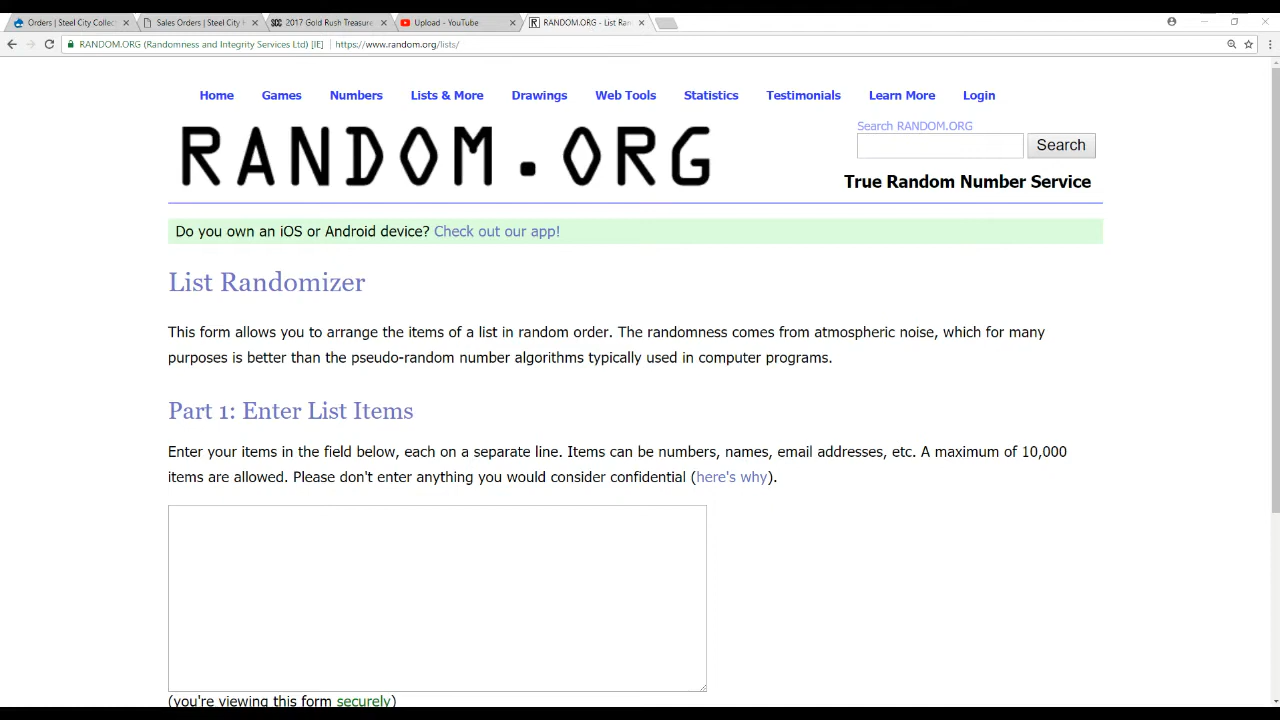 Orders | Steel City Collec
Sales Orders | Steel City
SCC 2017 Gold Rush Treasure
Upload - YouTube
RANDOM.ORG - List Ran
RANDOM.ORG (Randomness and Integrity Services Ltd) [IE] | https://www.random.org/lists/
Home Games Numbers Lists & More Drawings Web Tools Statistics Testimonials Learn More Login
RANDOM.ORG
Search RANDOM.ORG
Search
True Random Number Service
Do you own an iOS or Android device? Check out our app!
List Randomizer
This form allows you to arrange the items of a list in random order. The randomness comes from atmospheric noise, which for many
purposes is better than the pseudo-random number algorithms typically used in computer programs.
Part 1: Enter List Items
Enter your items in the field below, each on a separate line. Items can be numbers, names, email addresses, etc. A maximum of 10,000
items are allowed. Please don't enter anything you would consider confidential (here's why).
(you're viewing this form securely)